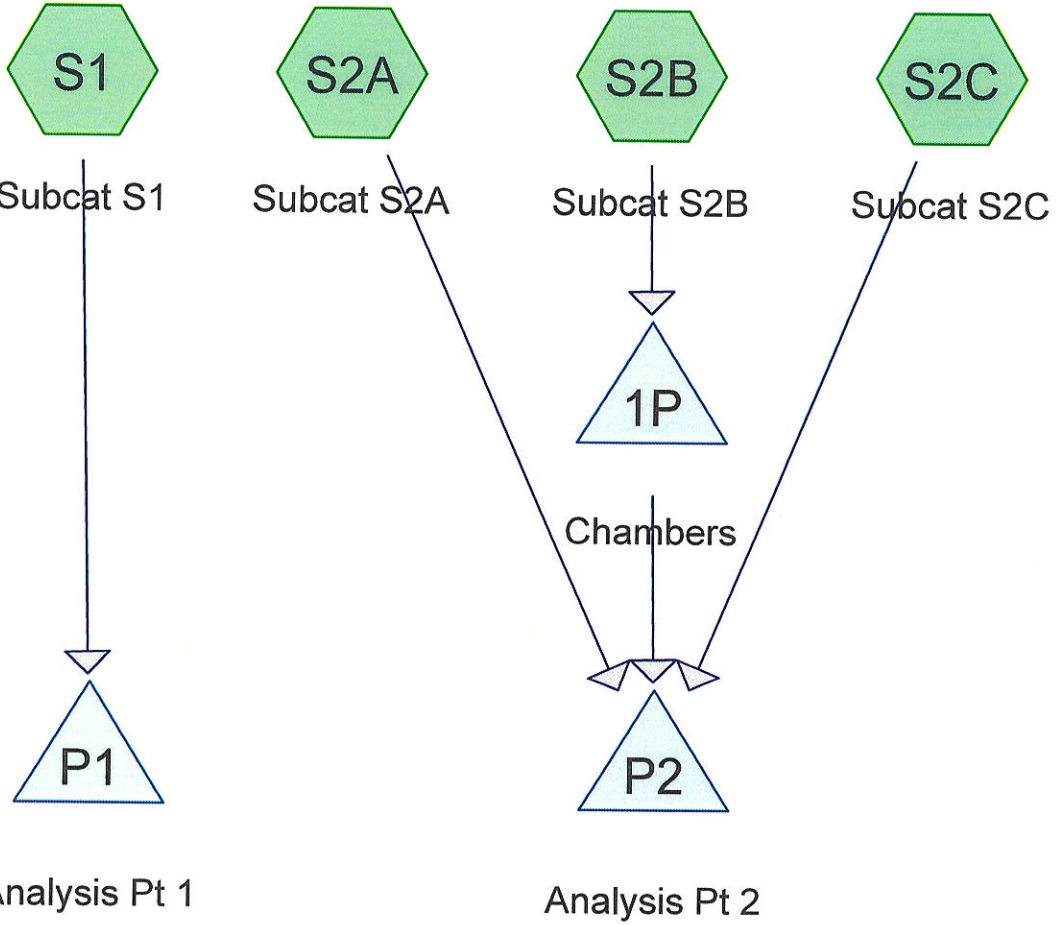 S1
S2A
S2B
S2C
Subcat S1
Subcat S2A
Subcat S2B
Subcat S2C
1P
Chambers
P1
P2
Analysis Pt 1
Analysis Pt 2